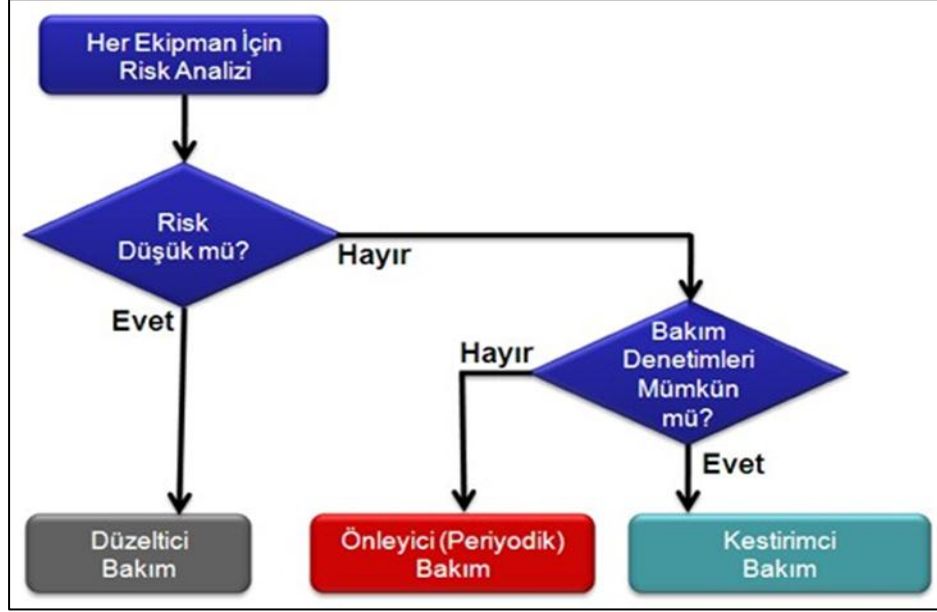 Her Ekipman İçin
Risk Analizi
Risk
Düşük mü?
Hayır
Evet
Bakım
Denetimleri
Mümkün
mü?
Hayır
Evet
Düzeltici
Bakım
Önleyici (Periyodik)
Bakım
Kestirimci
Bakım